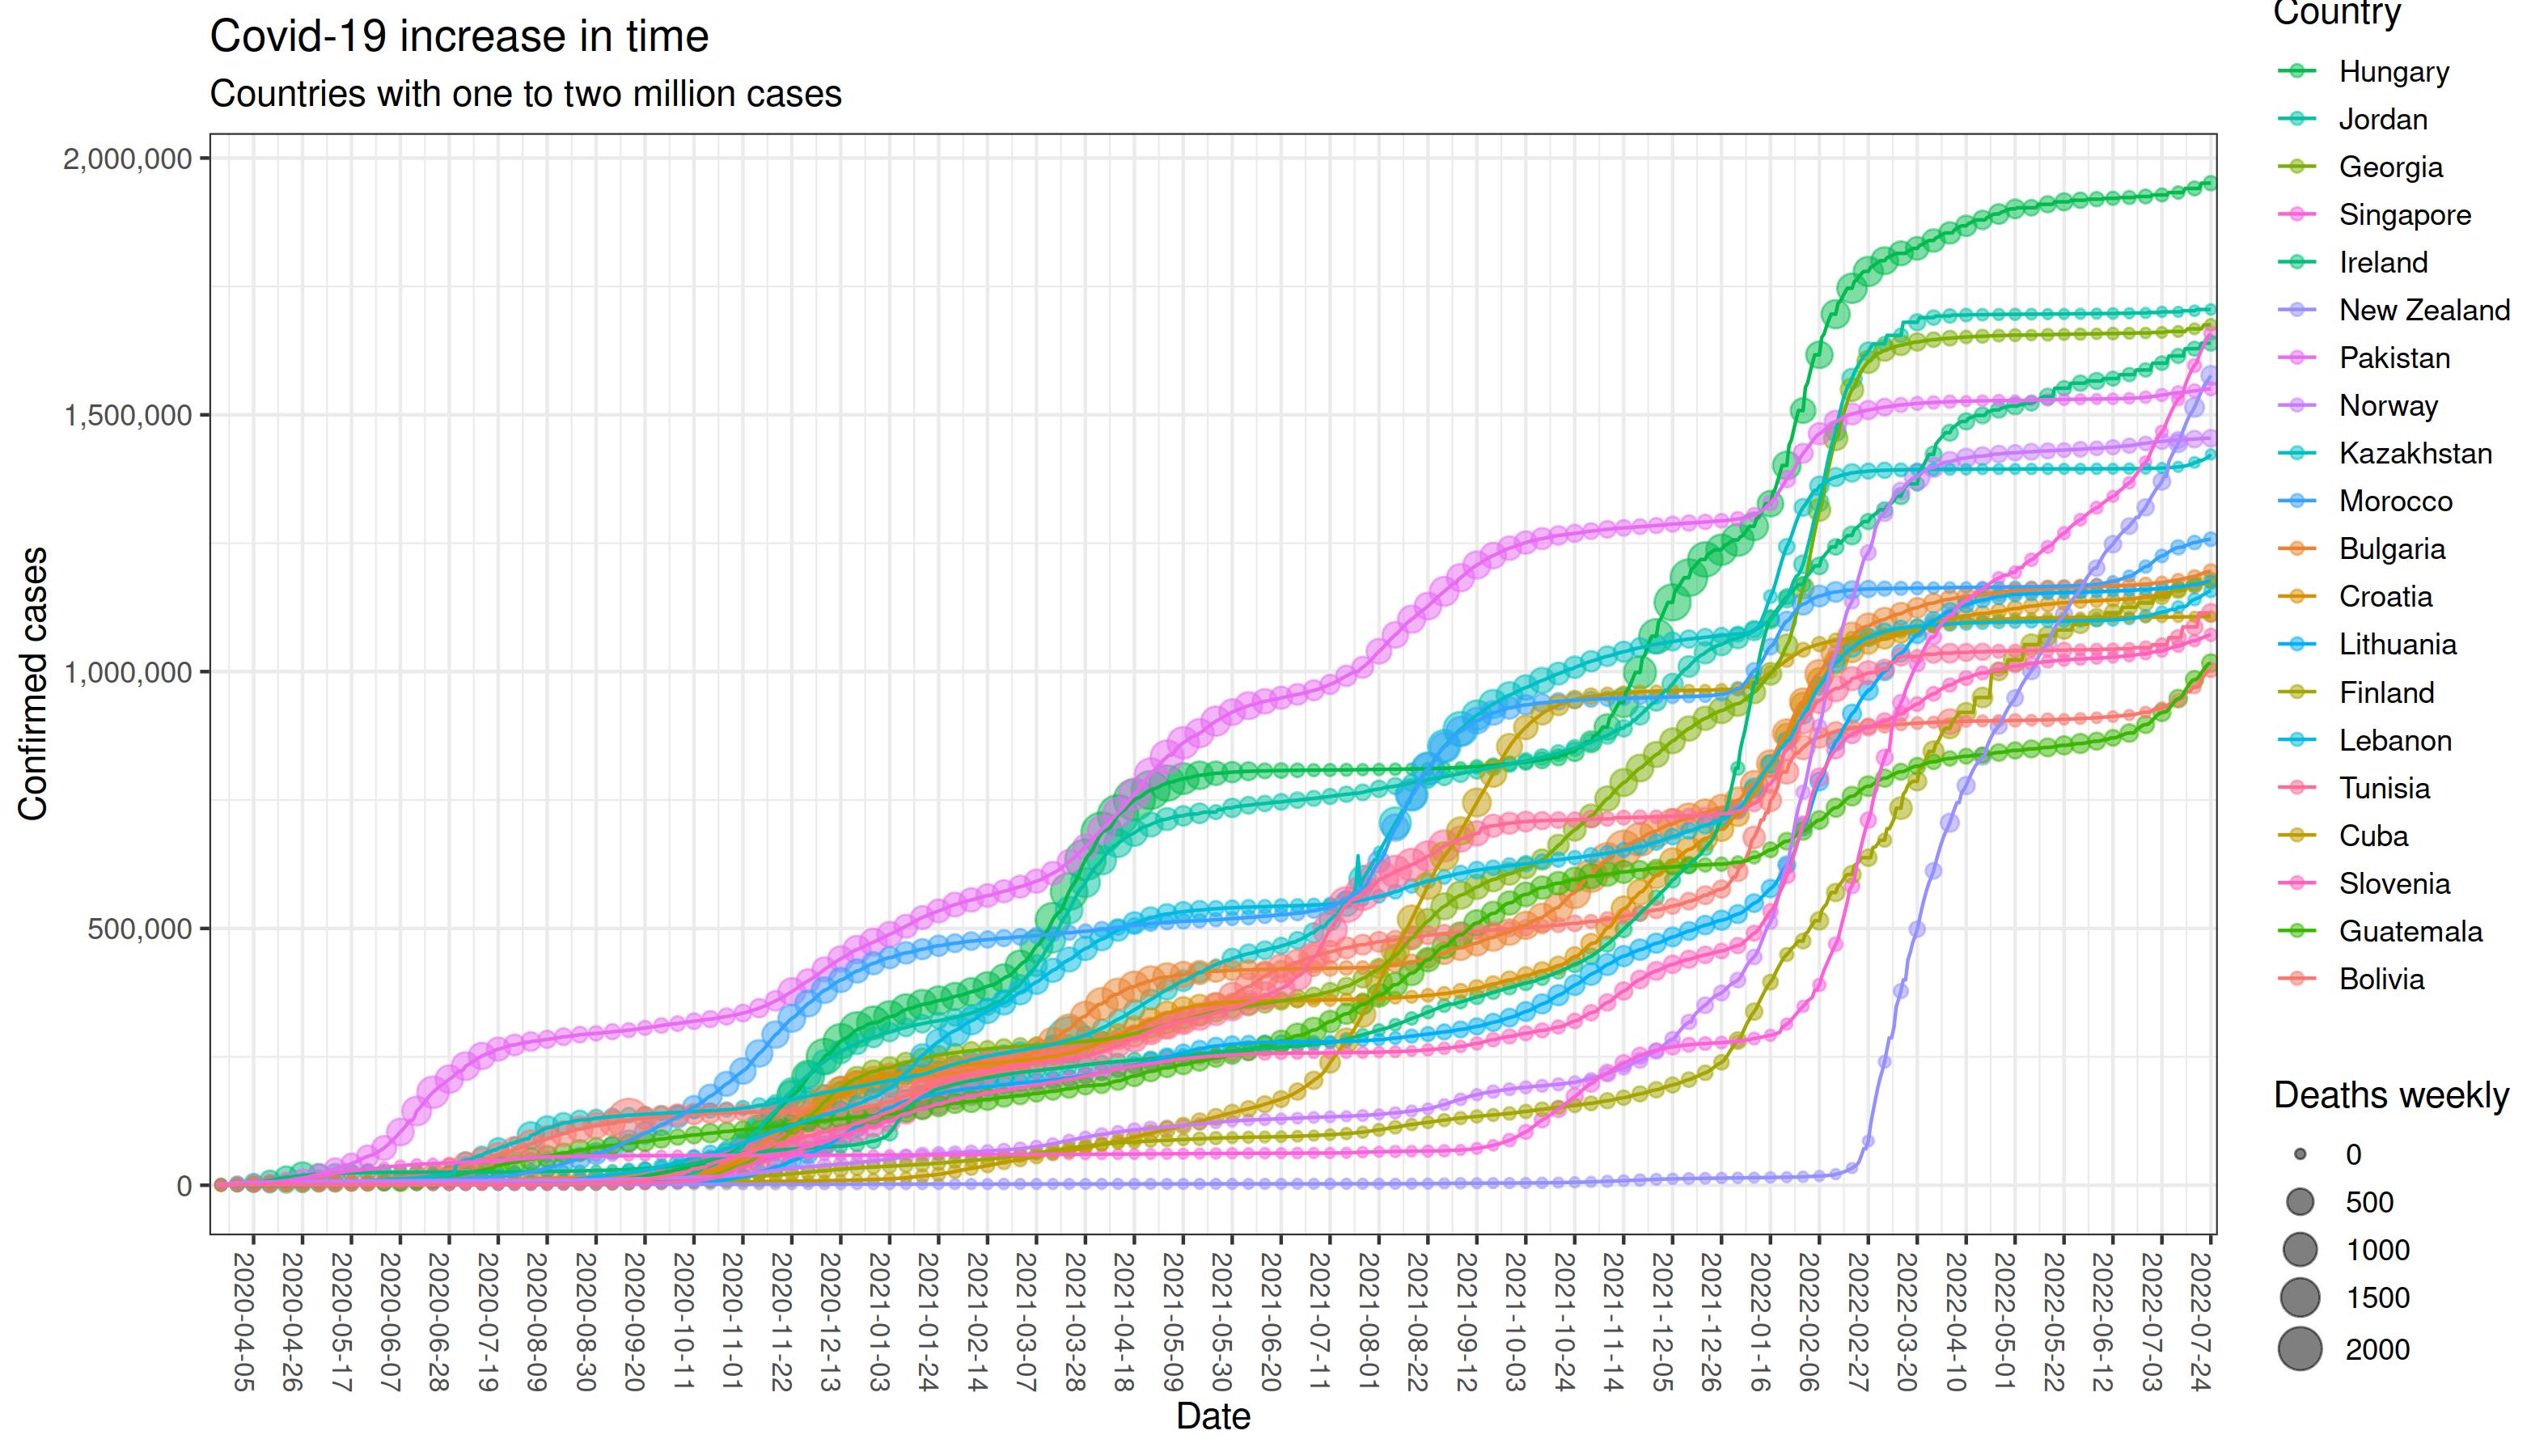 Covid-19 increase in time
Countries with one to two million cases
Confirmed cases
2,000,000
1,500,000
1,000,000
500,000
0
2020-04-05
2020-04-26
2020-05-17
2020-06-07
2020-06-28
2020-07-19
2020-08-09
2020-08-30
2020-09-20
2020-10-11
2020-11-01
2020-11-22
2020-12-13
2021-01-03
2021-01-24
2021-02-14
2021-03-07
2021-03-28
2021-04-18
2021-05-09
2021-05-30
2021-06-20
2021-07-11
2021-08-01
2021-08-22
2021-09-12
2021-10-03
2021-10-24
2021-11-14
2021-12-05
2021-12-26
2022-01-16
2022-02-06
2022-02-27
2022-03-20
2022-04-10
2022-05-01
2022-05-22
2022-06-12
2022-07-03
2022-07-24
Date
Country
Hungary
Jordan
Georgia
Singapore
Ireland
New Zealand
Pakistan
Norway
Kazakhstan
Morocco
Bulgaria
Croatia
Lithuania
Finland
Lebanon
Tunisia
Cuba
Slovenia
Guatemala
Bolivia
Deaths weekly
0
500
1000
1500
2000